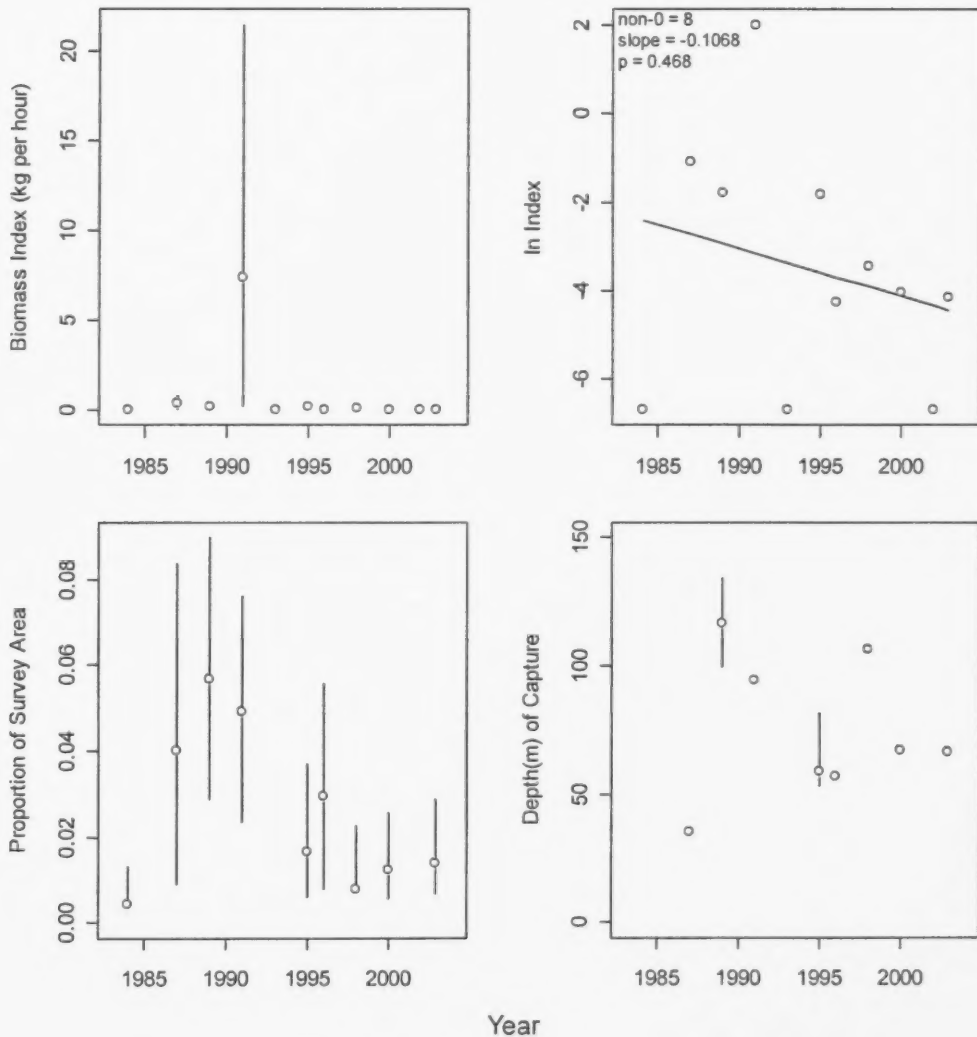 Biomass Index (kg per hour)
0 5 10 15 20
1985 1990 1995 2000
ln Index
-6 -4 -2 0 2
non-0 = 8
slope = -0.1068
p = 0.468
1985 1990 1995 2000
Proportion of Survey Area
0.00 0.02 0.04 0.06 0.08
1985 1990 1995 2000
Depth(m) of Capture
0 50 100 150
1985 1990 1995 2000
Year